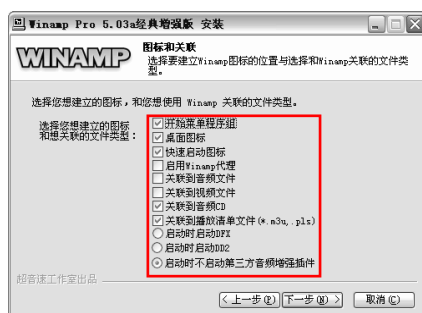 Winamp Pro 5.03a经典增强版 安装
WINAMP
图标和关联
选择要建立Winamp图标的位置与选择和Winamp关联的文件类
型。
选择您想建立的图标,和您想使用 Winamp 关联的文件类型。
选择您想建立的图标
和想关联的文件类型:
开始菜单程序组
桌面图标
快速启动图标
启用Winamp代理
关联到音频文件
关联到视频文件
关联到音频CD
关联到播放清单文件(*.m3u,.pls)
启动时启动DFX
启动时启动DD2
启动时不启动第三方音频增强插件
超音速工作室出品
< 上一步(P)
下一步(N) >
取消(C)